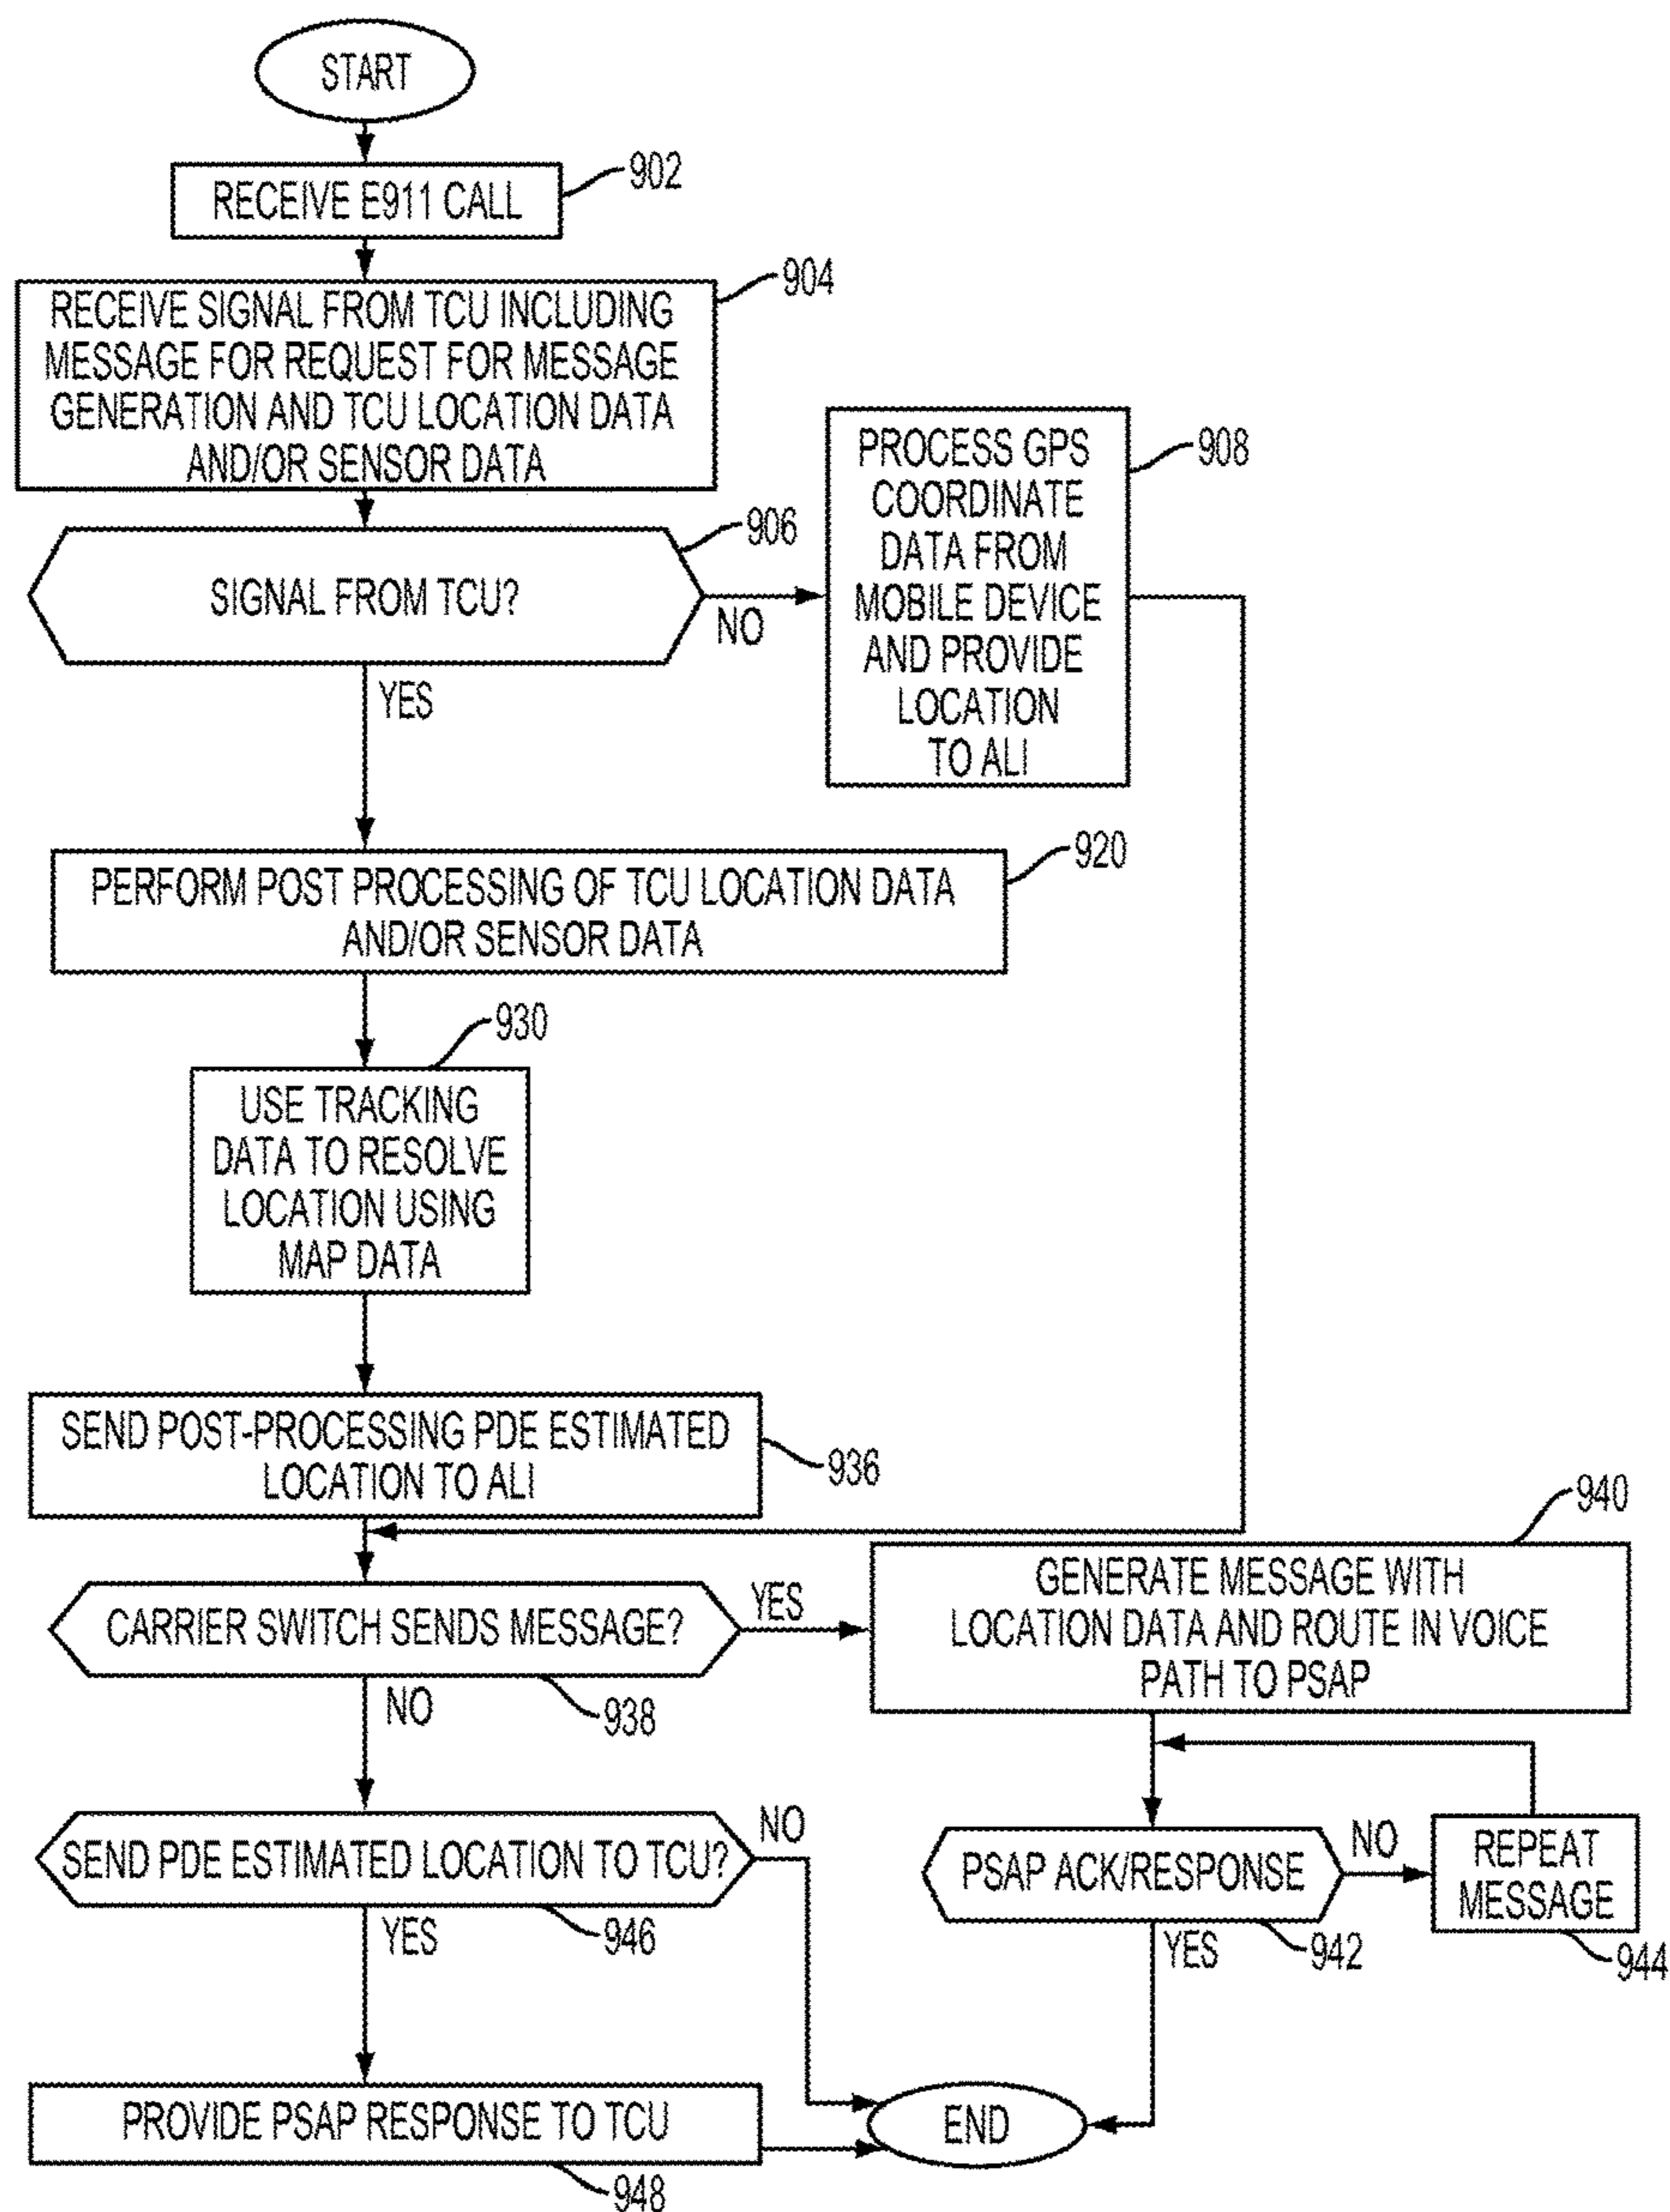 START
902
RECEIVE E911 CALL
904
RECEIVE SIGNAL FROM TCU INCLUDING
MESSAGE FOR REQUEST FOR MESSAGE
GENERATION AND TCU LOCATION DATA
AND/OR SENSOR DATA
906
SIGNAL FROM TCU?
NO
YES
908
PROCESS GPS
COORDINATE
DATA FROM
MOBILE DEVICE
AND PROVIDE
LOCATION
TO ALI
920
PERFORM POST PROCESSING OF TCU LOCATION DATA
AND/OR SENSOR DATA
930
USE TRACKING
DATA TO RESOLVE
LOCATION USING
MAP DATA
SEND POST-PROCESSING PDE ESTIMATED
LOCATION TO ALI
936
CARRIER SWITCH SENDS MESSAGE?
YES
NO
938
940
GENERATE MESSAGE WITH
LOCATION DATA AND ROUTE IN VOICE
PATH TO PSAP
SEND PDE ESTIMATED LOCATION TO TCU?
NO
YES
946
PSAP ACK/RESPONSE
NO
YES
942
REPEAT
MESSAGE
944
PROVIDE PSAP RESPONSE TO TCU
948
END